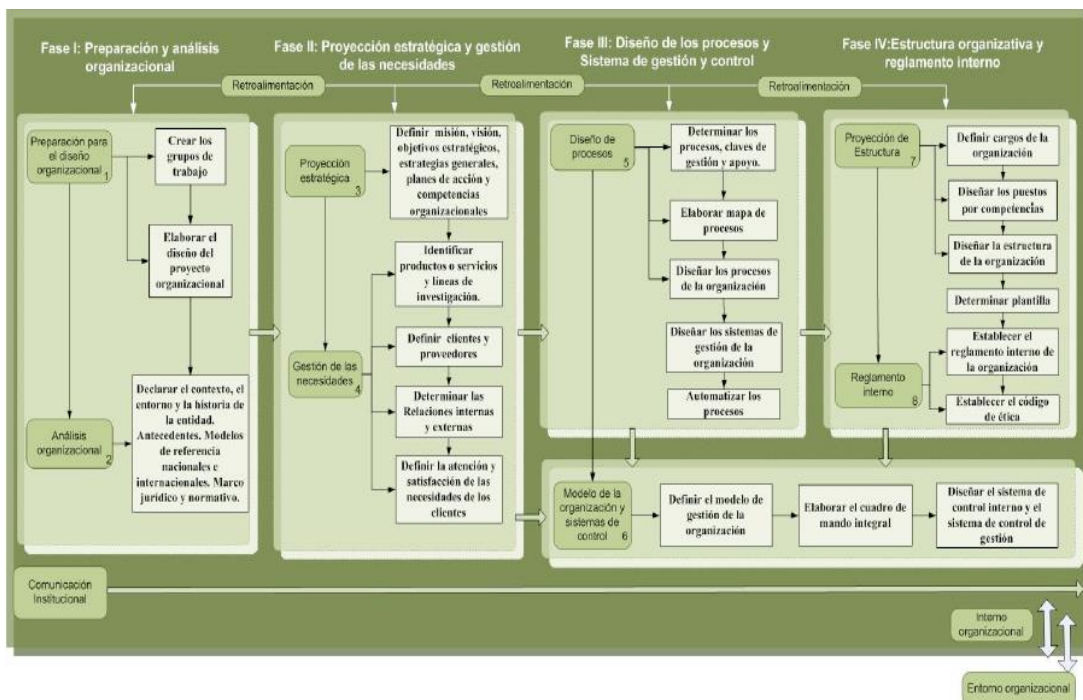 Fase I: Preparación y análisis
organizacional
Fase II: Proyección estratégica y gestión
de las necesidades
Fase III: Diseño de los procesos y
Sistema de gestión y control
Fase IV:Estructura organizativa y
reglamento interno
Retroalimentación
Retroalimentación
Retroalimentación
Preparación para
el diseño
organizacional
1
Crear los
grupos de
trabajo
Elaborar el
diseño del
proyecto
organizacional
Análisis
organizacional
2
Declarar el contexto, el
entorno y la historia de
la entidad.
Antecedentes. Modelos
de referencia
nacionales e
internacionales. Marco
jurídico y normativo.
Proyección
estratégica
3
Definir misión, visión,
objetivos estratégicos,
estrategias generales,
planes de acción y
competencias
organizacionales
Identificar
productos o servicios
y líneas de
investigación.
Definir clientes y
proveedores
Gestión de las
necesidades
4
Determinar las
Relaciones internas
y externas
Definir la atención y
satisfacción de las
necesidades de los
clientes
Diseño de
procesos
5
Determinar los
procesos, claves de
gestión y apoyo.
Elaborar mapa de
procesos
Diseñar los procesos
de la organización
Diseñar los sistemas de
gestión de la
organización
Automatizar los
procesos
Proyección de
Estructura
7
Definir cargos de la
organización
Diseñar los puestos
por competencias
Diseñar la estructura
de la organización
Determinar plantilla
Establecer el
reglamento interno de
la organización
Reglamento
interno
8
Establecer el código
de ética
Modelo de la
organización y
sistemas de
control
6
Definir el modelo de
gestión de la
organización
Elaborar el cuadro de
mando integral
Diseñar el sistema de
control interno y el
sistema de control de
gestión
Comunicación
Institucional
Interno
organizacional
Entorno organizacional